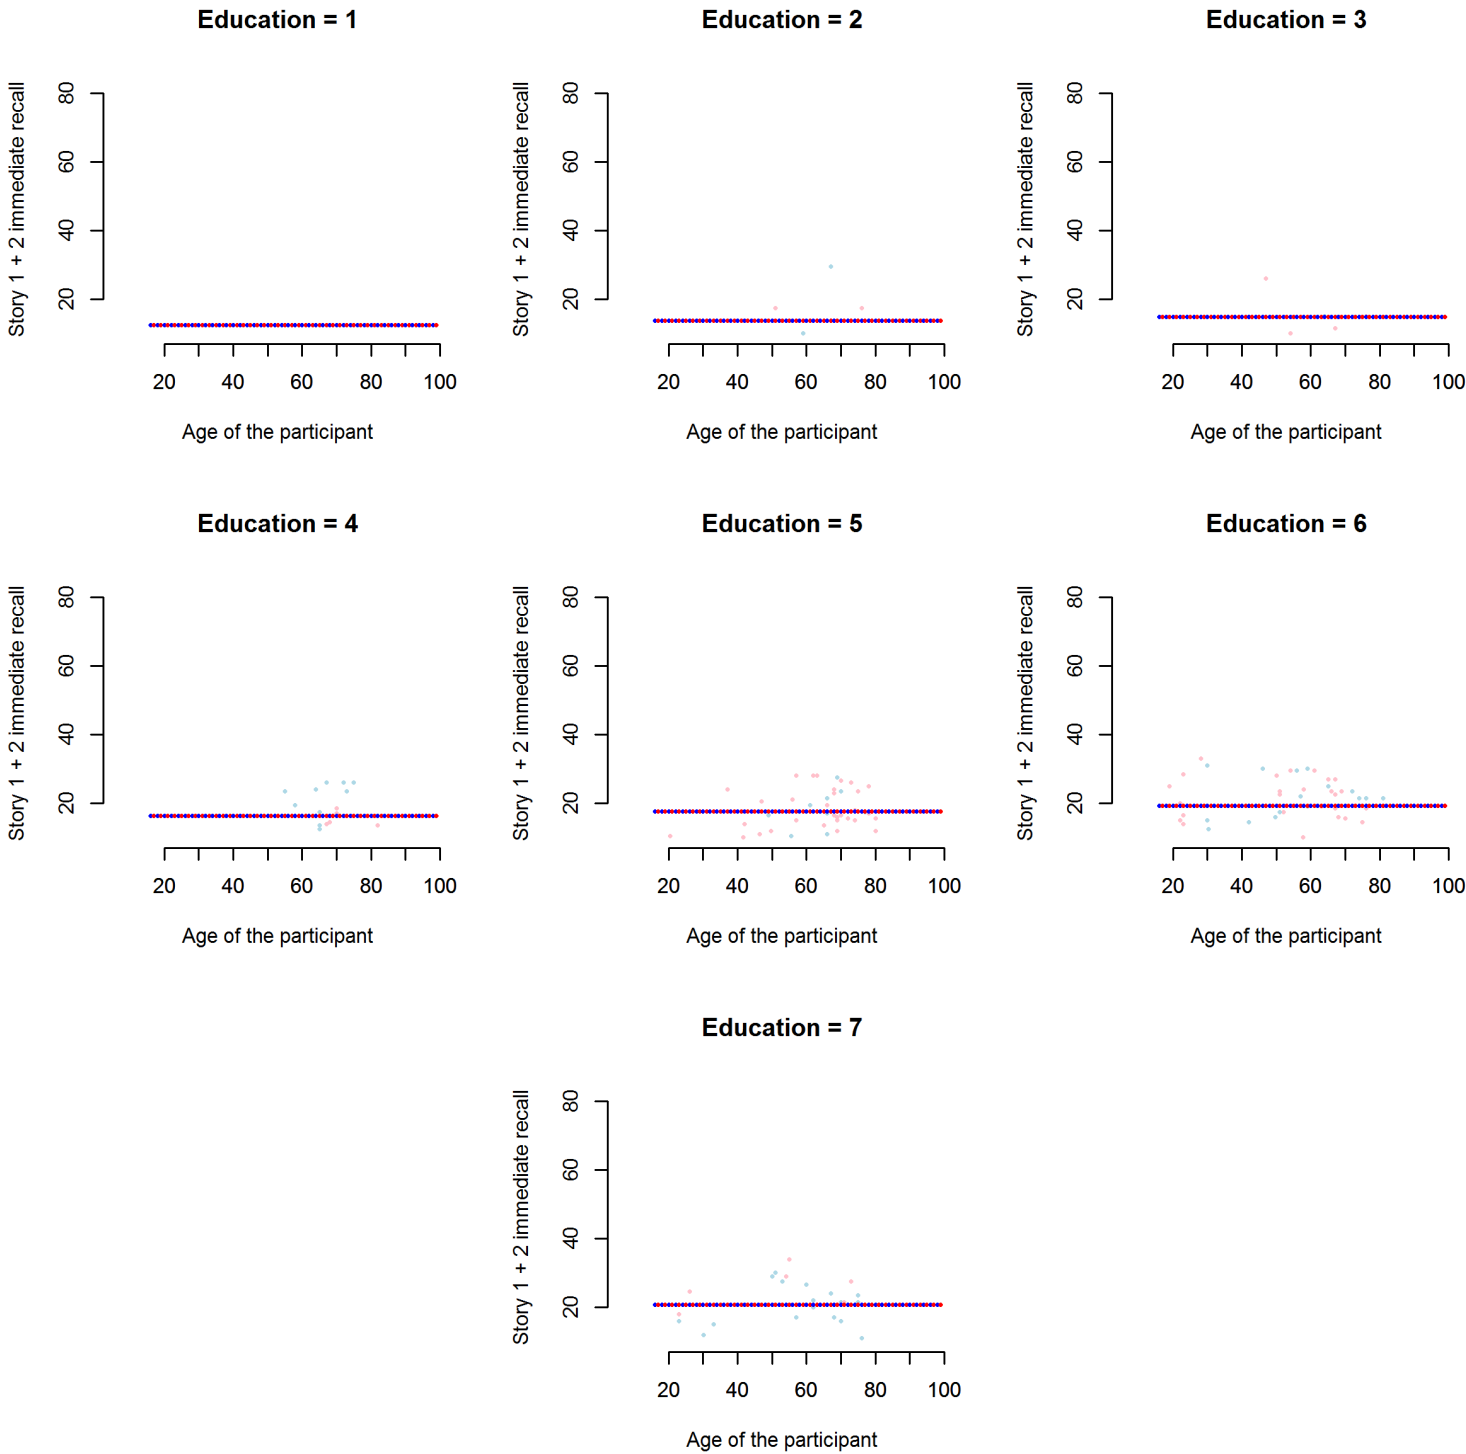 Education = 1
Story 1 + 2 immediate recall
80
60
40
20
20 40 60 80 100
Age of the participant
Education = 2
Story 1 + 2 immediate recall
80
60
40
20
20 40 60 80 100
Age of the participant
Education = 3
Story 1 + 2 immediate recall
80
60
40
20
20 40 60 80 100
Age of the participant
Education = 4
Story 1 + 2 immediate recall
80
60
40
20
20 40 60 80 100
Age of the participant
Education = 5
Story 1 + 2 immediate recall
80
60
40
20
20 40 60 80 100
Age of the participant
Education = 6
Story 1 + 2 immediate recall
80
60
40
20
20 40 60 80 100
Age of the participant
Education = 7
Story 1 + 2 immediate recall
80
60
40
20
20 40 60 80 100
Age of the participant